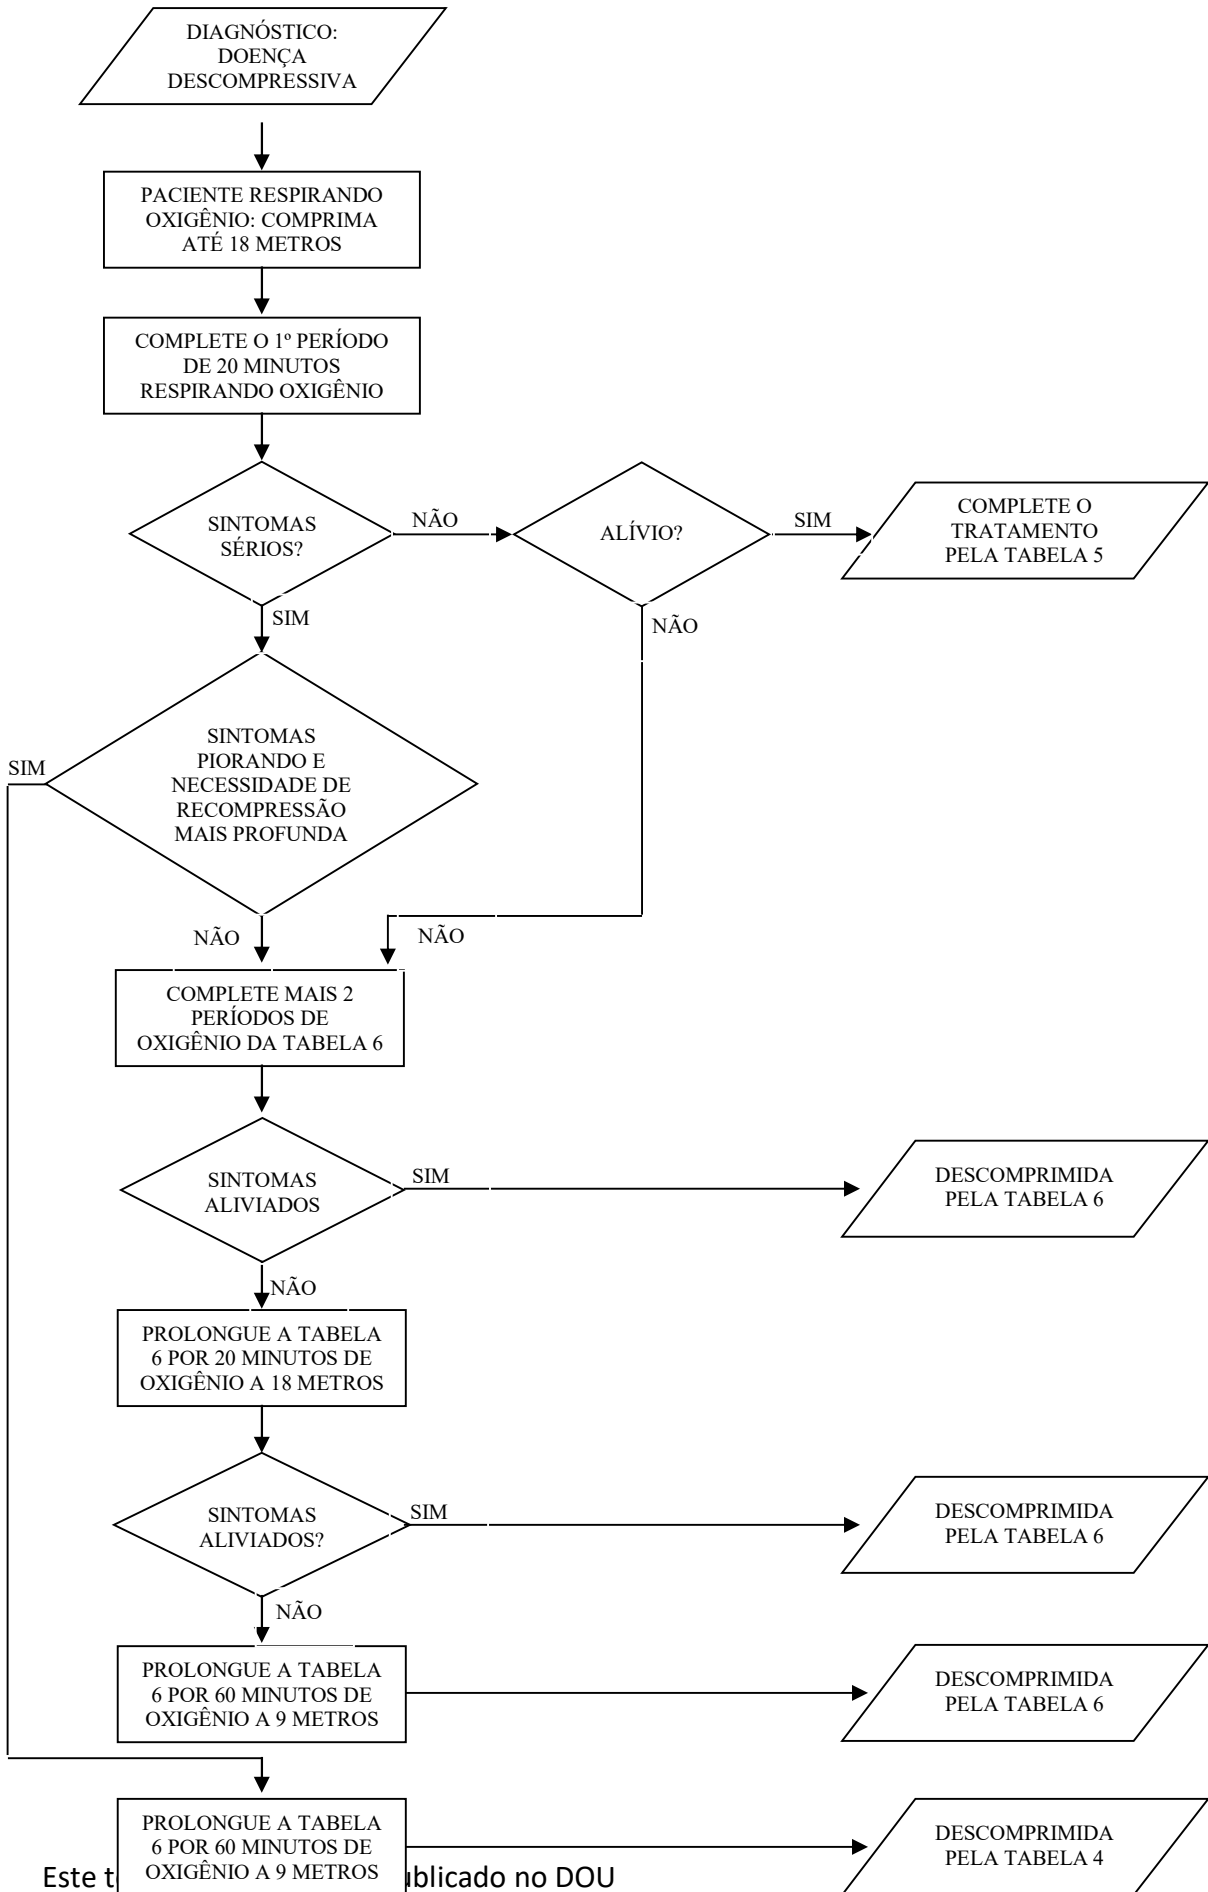 DIAGNÓSTICO:
DOENÇA
DESCOMPRESSIVA
PACIENTE RESPIRANDO
OXIGÊNIO: COMPRIMA
ATÉ 18 METROS
COMPLETE O 1º PERÍODO
DE 20 MINUTOS
RESPIRANDO OXIGÊNIO
SINTOMAS
SÉRIOS?
NÃO
ALÍVIO?
SIM
COMPLETE O
TRATAMENTO
PELA TABELA 5
SIM
NÃO
SINTOMAS
PIORANDO E
NECESSIDADE DE
RECOMPRESSÃO
MAIS PROFUNDA
SIM
NÃO
NÃO
COMPLETE MAIS 2
PERÍODOS DE
OXIGÊNIO DA TABELA 6
SINTOMAS
ALIVIADOS
SIM
DESCOMPRIMIDA
PELA TABELA 6
NÃO
PROLONGUE A TABELA
6 POR 20 MINUTOS DE
OXIGÊNIO A 18 METROS
SINTOMAS
ALIVIADOS?
SIM
DESCOMPRIMIDA
PELA TABELA 6
NÃO
PROLONGUE A TABELA
6 POR 60 MINUTOS DE
OXIGÊNIO A 9 METROS
DESCOMPRIMIDA
PELA TABELA 6
PROLONGUE A TABELA
6 POR 60 MINUTOS DE
OXIGÊNIO A 9 METROS
DESCOMPRIMIDA
PELA TABELA 4
Este no DOU